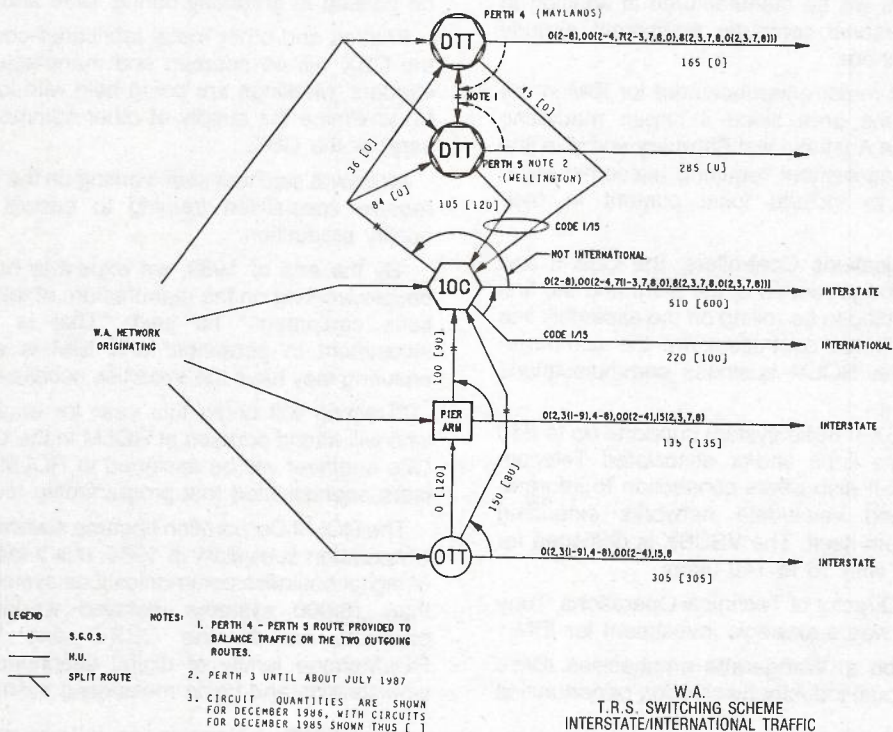 PERTH 4 (MAYLANDS)
DTT
0(2-8),00(2-4,7(2-3,7,8,0),8(2,3,7,8,0(2,3,7,8)))
165 [0]
NOTE 1
45 [0]
36 [0]
DTT
PERTH 5 NOTE 2
(WELLINGTON)
285 [0]
84 [0]
105 [120]
CODE 1/15
NOT INTERNATIONAL
10C
0(2-8),00(2-4,7(1-3,7,8,0),8(2,3,7,8,0(2,3,7,8)))
INTERSTATE
510 [600]
W.A. NETWORK
ORIGINATING
CODE 1/15
INTERNATIONAL
220 [100]
100 [90]
PIER
ARM
0(2,3(1-9),4-8),00(2-4),15(2,3,7,8)
INTERSTATE
115 [135]
0 [120]
150 [80]
OTT
0(2,3(1-9),4-8),00(2-4),15,8
INTERSTATE
305 [305]
LEGEND
S.G.O.S.
H.U.
SPLIT ROUTE
NOTES:
1. PERTH 4 - PERTH 5 ROUTE PROVIDED TO
BALANCE TRAFFIC ON THE TWO OUTGOING
ROUTES.
2. PERTH 3 UNTIL ABOUT JULY 1987
3. CIRCUIT QUANTITIES ARE SHOWN
FOR DECEMBER 1986, WITH CIRCUITS
FOR DECEMBER 1985 SHOWN THUS [ ]
W.A.
T.R.S. SWITCHING SCHEME
INTERSTATE/INTERNATIONAL TRAFFIC